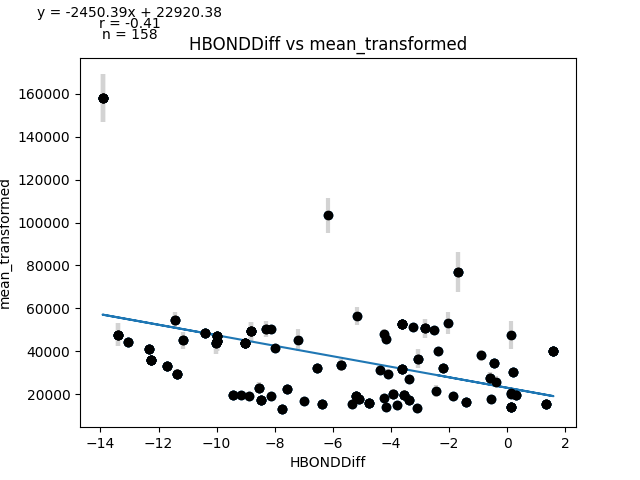 y = -2450.39x + 22920.38
r = -0.41
n = 158
HBONDDiff vs mean_transformed
160000
140000
120000
100000
80000
60000
40000
20000
mean_transformed
−14 −12 −10 −8 −6 −4 −2 0 2
HBONDDiff